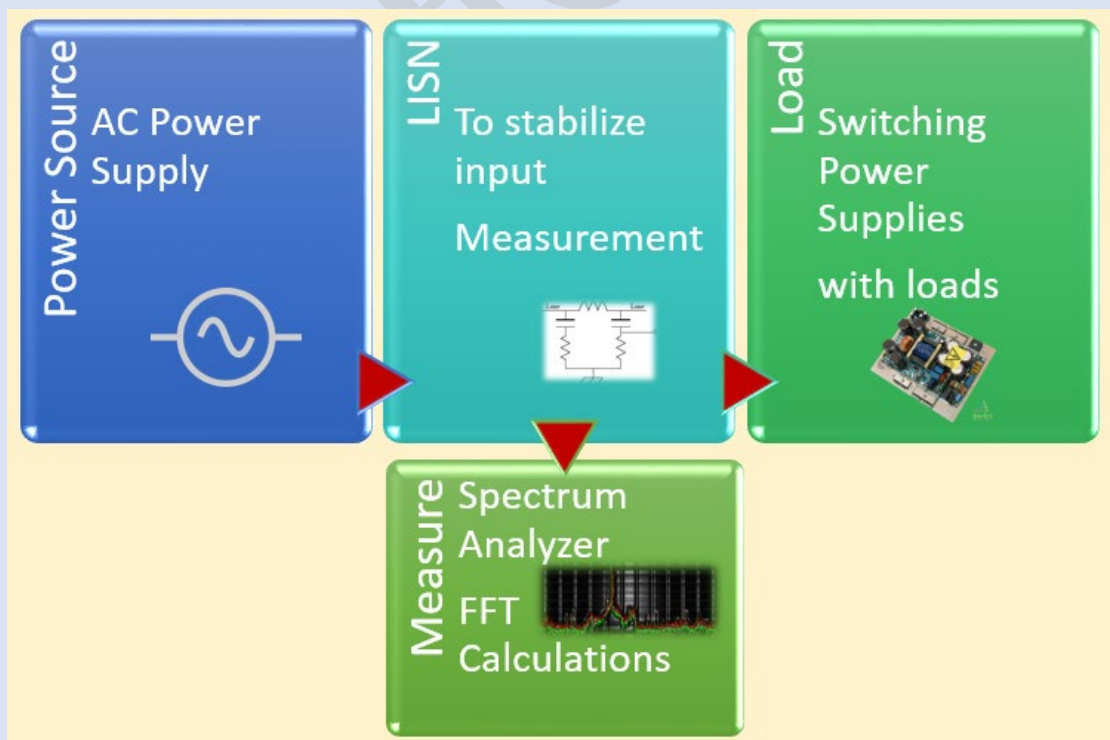 Power Source
AC Power
Supply
LISN
To stabilize
input
Measurement
Load
Switching
Power
Supplies
with loads
Measure
Spectrum
Analyzer
FFT
Calculations